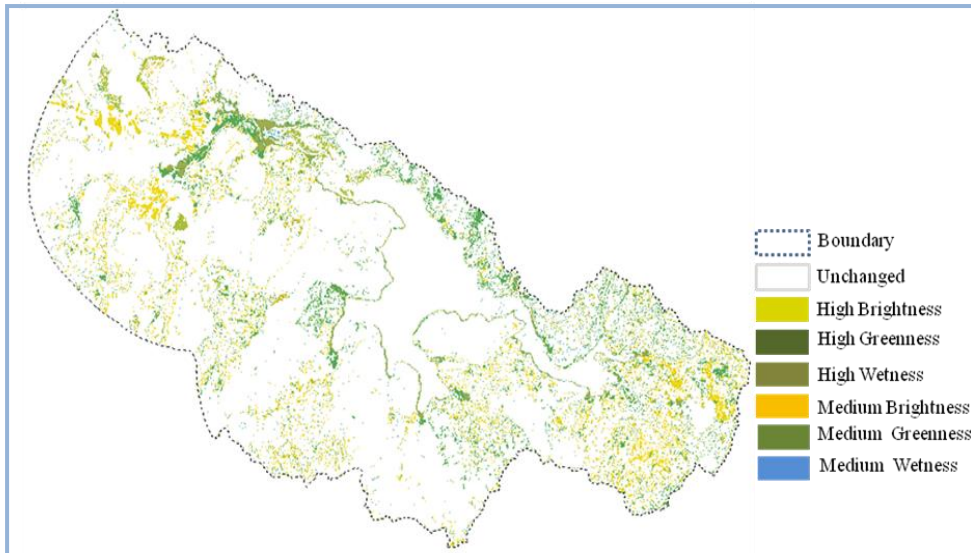 Boundary
Unchanged
High Brightness
High Greenness
High Wetness
Medium Brightness
Medium Greenness
Medium Wetness